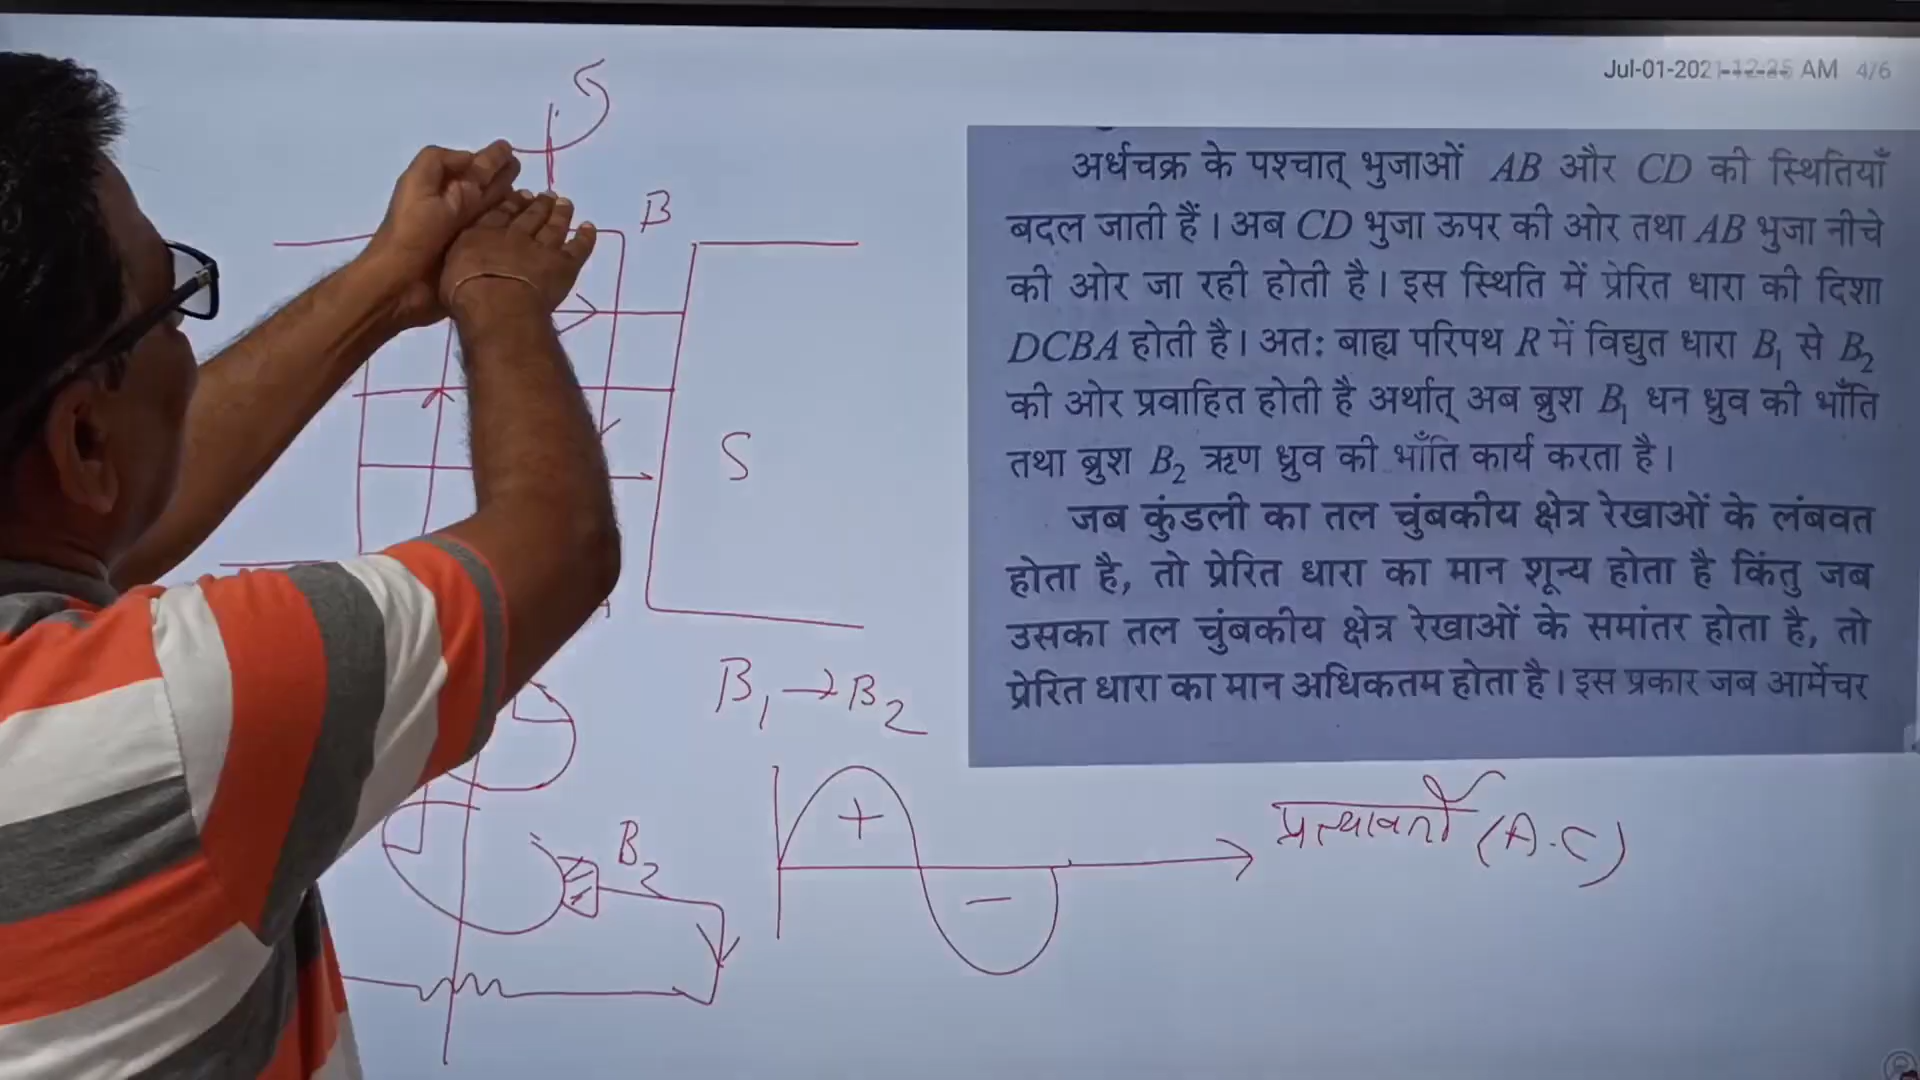 Jul-01-202 AM 4/6
B
S
अर्धचक्र के पश्चात् भुजाओं AB और CD की स्थितियाँ
बदल जाती हैं। अब CD भुजा ऊपर की ओर तथा AB भुजा नीचे
की ओर जा रही होती है। इस स्थिति में प्रेरित धारा की दिशा
DCBA होती है। अतः बाह्य परिपथ R में विद्युत धारा B₁ से B₂
की ओर प्रवाहित होती है अर्थात् अब ब्रुश B₁ धन ध्रुव की भाँति
तथा ब्रुश B₂ ऋण ध्रुव की भाँति कार्य करता है।
जब कुंडली का तल चुंबकीय क्षेत्र रेखाओं के लंबवत
होता है, तो प्रेरित धारा का मान शून्य होता है किंतु जब
उसका तल चुंबकीय क्षेत्र रेखाओं के समांतर होता है, तो
प्रेरित धारा का मान अधिकतम होता है। इस प्रकार जब आर्मेचर
B₁ → B₂
+
−
B₂
प्रत्यावर्ती (A.C)